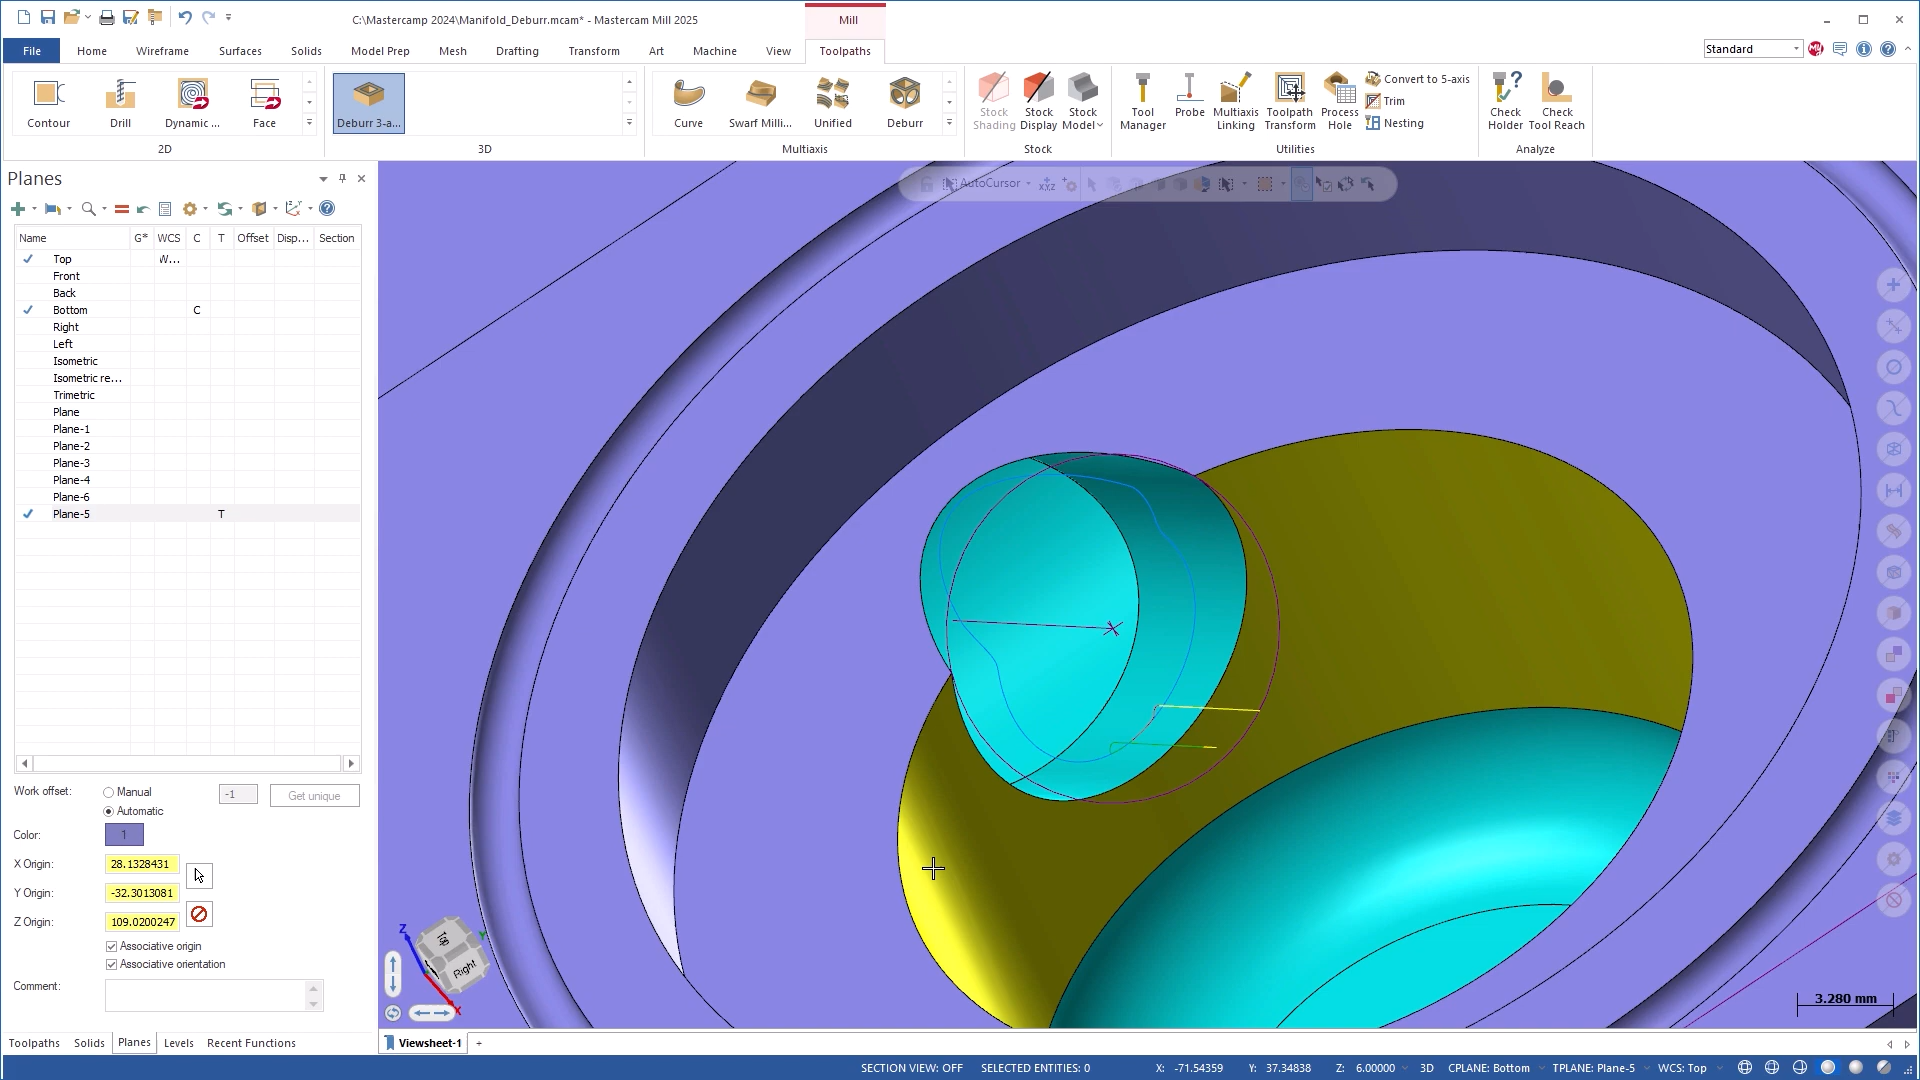 C:\Mastercamp 2024\Manifold_Deburr.mcam* - Mastercam Mill 2025
Mill
File
Home
Wireframe
Surfaces
Solids
Model Prep
Mesh
Drafting
Transform
Art
Machine
View
Toolpaths
Standard
Contour
Drill
Dynamic ...
Face
2D
Deburr 3-a...
3D
Curve
Swarf Milli...
Unified
Deburr
Multiaxis
Stock Shading
Stock Display
Stock Model
Stock
Tool Manager
Probe
Multiaxis Linking
Toolpath Transform
Process Hole
Convert to 5-axis
Trim
Nesting
Utilities
Check Holder
Check Tool Reach
Analyze
Planes
AutoCursor
Name G* WCS C T Offset Disp... Section
Top W...
Front
Back
Bottom C
Right
Left
Isometric
Isometric re...
Trimetric
Plane
Plane-1
Plane-2
Plane-3
Plane-4
Plane-6
Plane-5 T
Work offset: Manual -1 Get unique
Automatic
Color: 1
X Origin: 28.1328431
Y Origin: -32.3013081
Z Origin: 109.0200247
Associative origin
Associative orientation
Comment:
Z
Y
X
Top
Right
3.280 mm
Toolpaths Solids Planes Levels Recent Functions
Viewsheet-1 +
SECTION VIEW: OFF SELECTED ENTITIES: 0 X: -71.54359 Y: 37.34838 Z: 6.00000 3D CPLANE: Bottom TPLANE: Plane-5 WCS: Top